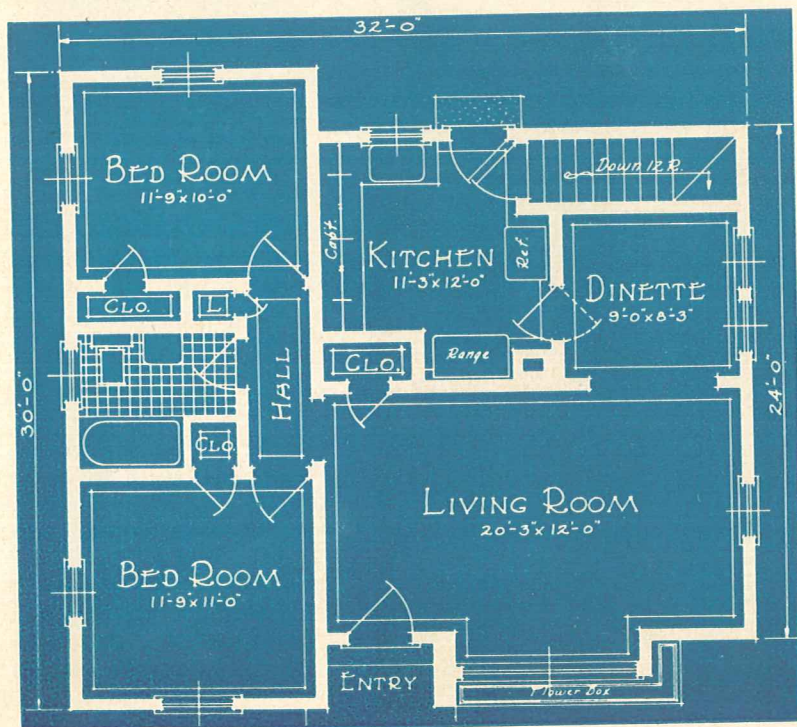 32'-0"
BED ROOM
11'-9"x10'-0"
Down 12 R.
Cap't.
KITCHEN
11'-3"x12'-0"
Ref.
DINETTE
9'-0"x8'-3"
CLO.
L
30'-0"
HALL
CLO.
Range
24'-0"
CLO.
LIVING ROOM
20'-3"x12'-0"
BED ROOM
11'-9"x11'-0"
ENTRY
Flower Box